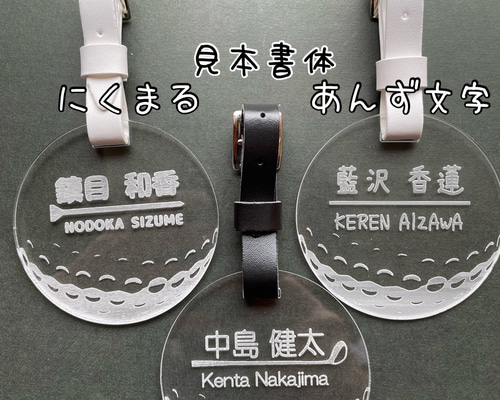 見本書体
にくまる
あんず文字
鎮目 和香
NODOKA SIZUME
藍沢 香蓮
KEREN AIZAWA
中島 健太
Kenta Nakajima